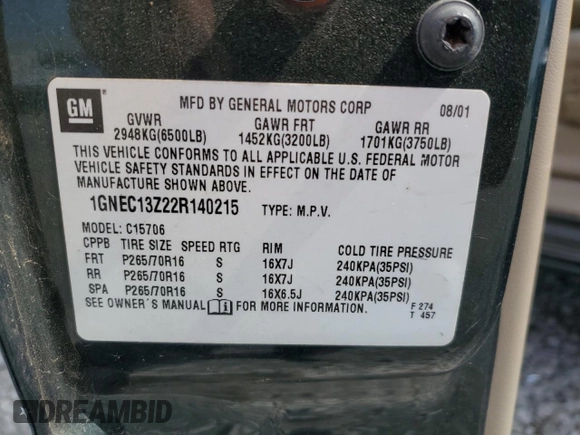 GM
MFD BY GENERAL MOTORS CORP 08/01
GVWR GAWR FRT GAWR RR
2948KG(6500LB) 1452KG(3200LB) 1701KG(3750LB)
THIS VEHICLE CONFORMS TO ALL APPLICABLE U.S. FEDERAL MOTOR
VEHICLE SAFETY STANDARDS IN EFFECT ON THE DATE OF
MANUFACTURE SHOWN ABOVE.
1GNEC13Z22R140215 TYPE: M.P.V.
MODEL: C15706
CPPB TIRE SIZE SPEED RTG RIM COLD TIRE PRESSURE
FRT P265/70R16 S 16X7J 240KPA(35PSI)
RR P265/70R16 S 16X7J 240KPA(35PSI)
SPA P265/70R16 S 16X6.5J 240KPA(35PSI)
SEE OWNER'S MANUAL FOR MORE INFORMATION. F 274
T 457
DREAMBID